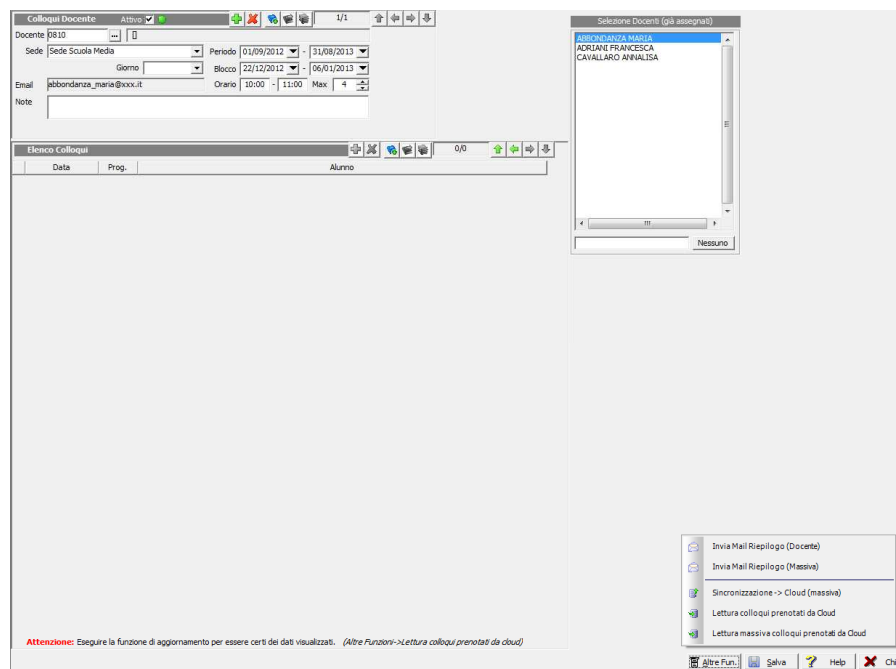 Colloqui Docente Attivo 1/1
Docente 0810 ... []
Sede Sede Scuola Media Periodo 01/09/2012 - 31/08/2013
Giorno Blocco 22/12/2012 - 06/01/2013
Email abbondanza_maria@xxx.it Orario 10:00 - 11:00 Max 4
Note
Elenco Colloqui 0/0
Data Prog. Alunno
Selezione Docenti (già assegnati)
ABBONDANZA MARIA
ADRIANI FRANCESCA
CAVALLARO ANNALISA
Nessuno
Invia Mail Riepilogo (Docente)
Invia Mail Riepilogo (Massiva)
Sincronizzazione -> Cloud (massiva)
Lettura colloqui prenotati da Cloud
Lettura massiva colloqui prenotati da Cloud
Attenzione: Eseguire la funzione di aggiornamento per essere certi dei dati visualizzati. (Altre Funzioni->Lettura colloqui prenotati da cloud)
Altre Fun. Salva Help Ch